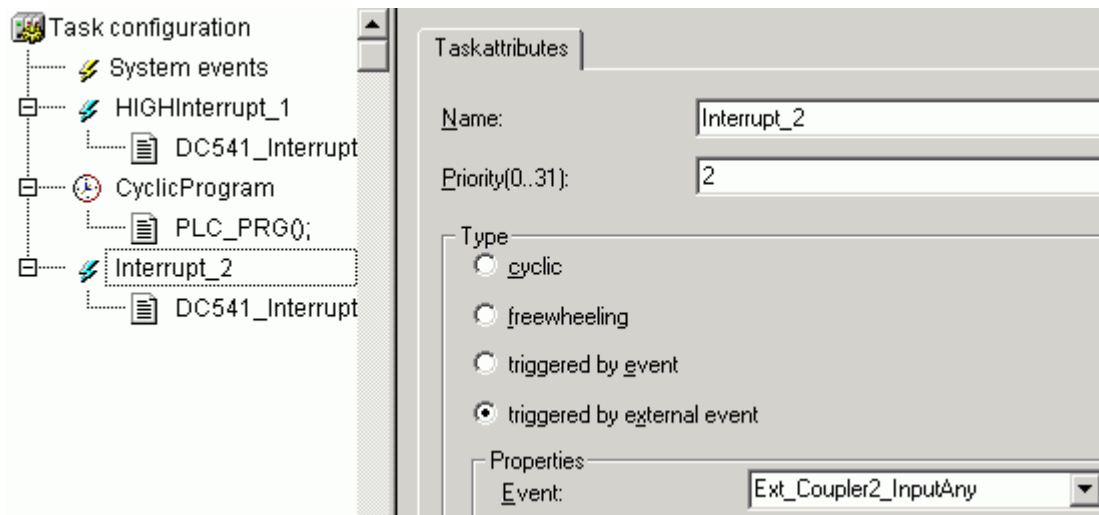 Task configuration
System events
HIGHInterrupt_1
DC541_Interrupt
CyclicProgram
PLC_PRG();
Interrupt_2
DC541_Interrupt
Taskattributes
Name: Interrupt_2
Priority(0..31): 2
Type
cyclic
freewheeling
triggered by event
triggered by external event
Properties
Event: Ext_Coupler2_InputAny